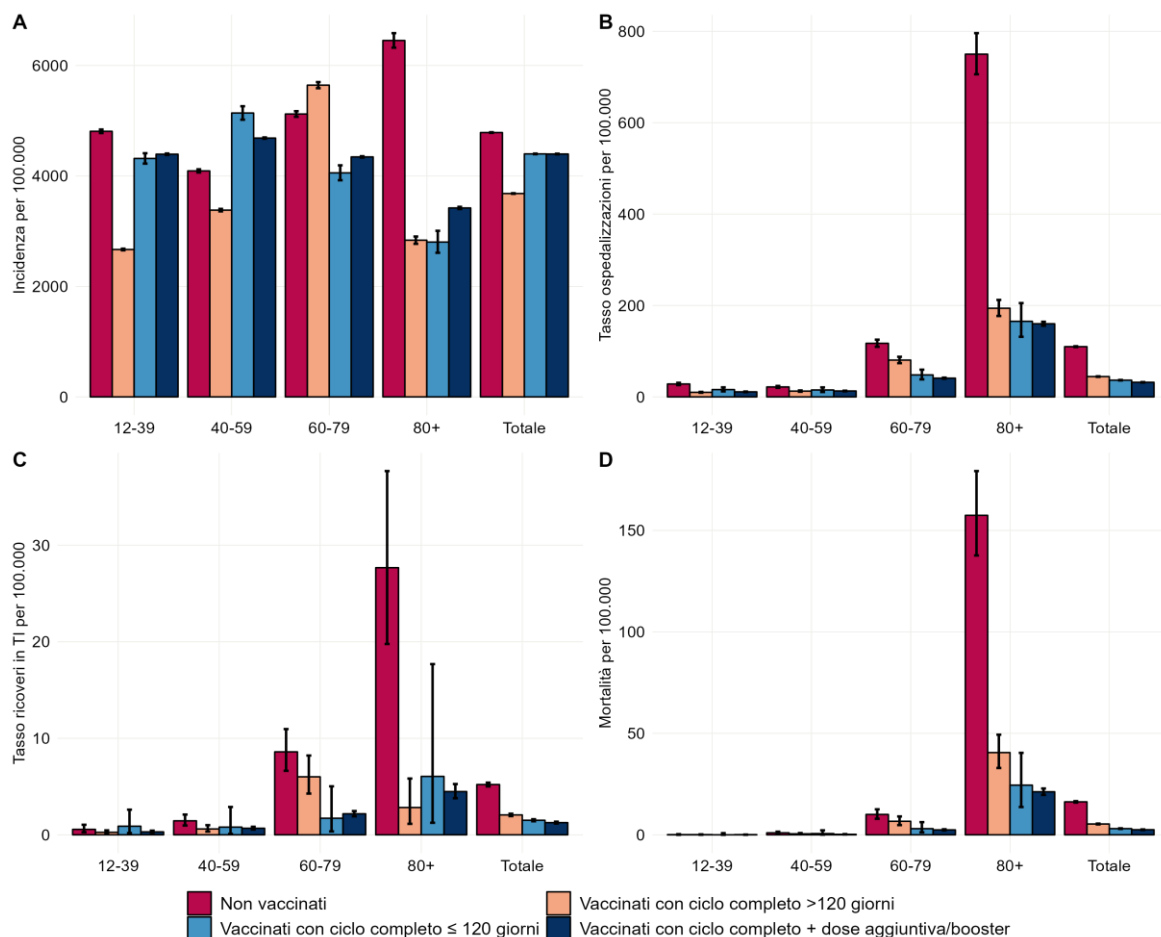 A
Incidenza per 100.000
6000
4000
2000
0
12-39 40-59 60-79 80+ Totale
B
Tasso ospedalizzazioni per 100.000
800
600
400
200
0
12-39 40-59 60-79 80+ Totale
C
Tasso ricoveri in TI per 100.000
30
20
10
0
12-39 40-59 60-79 80+ Totale
D
Mortalità per 100.000
150
100
50
0
12-39 40-59 60-79 80+ Totale
Non vaccinati
Vaccinati con ciclo completo >120 giorni
Vaccinati con ciclo completo ≤ 120 giorni
Vaccinati con ciclo completo + dose aggiuntiva/booster